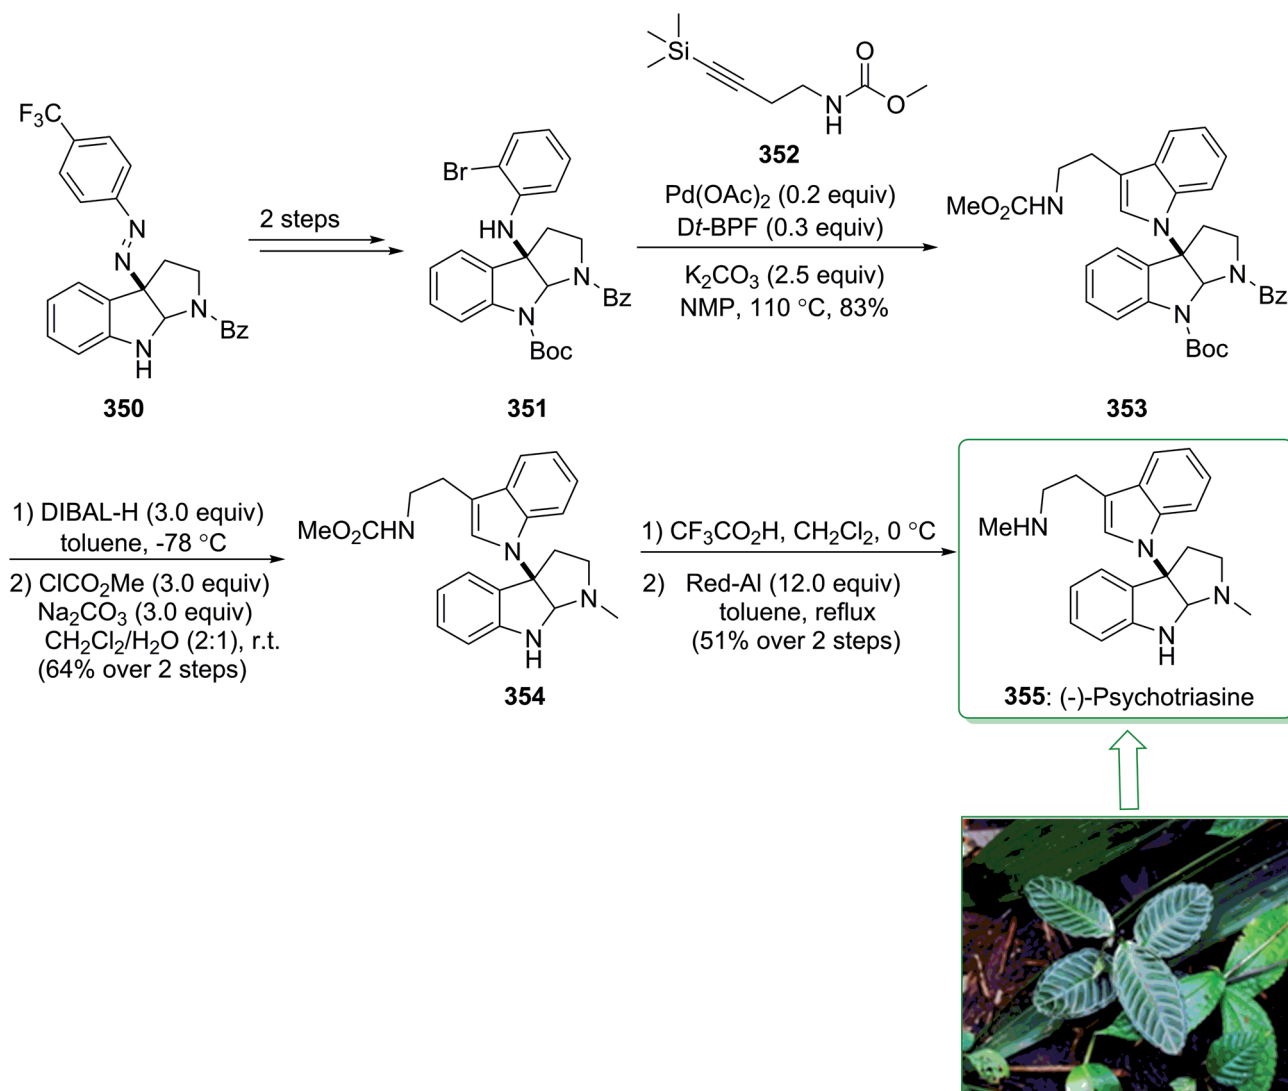 Si
O
N
H
O
352
F3C
N
N
N
Bz
N
H
350
2 steps
Br
HN
N
Bz
N
Boc
351
Pd(OAc)2 (0.2 equiv)
Dt-BPF (0.3 equiv)
K2CO3 (2.5 equiv)
NMP, 110 °C, 83%
MeO2CHN
N
N
Bz
N
Boc
353
1) DIBAL-H (3.0 equiv)
toluene, -78 °C
2) ClCO2Me (3.0 equiv)
Na2CO3 (3.0 equiv)
CH2Cl2/H2O (2:1), r.t.
(64% over 2 steps)
MeO2CHN
N
N
N
H
354
1) CF3CO2H, CH2Cl2, 0 °C
2) Red-Al (12.0 equiv)
toluene, reflux
(51% over 2 steps)
MeHN
N
N
N
H
355: (-)-Psychotriasine